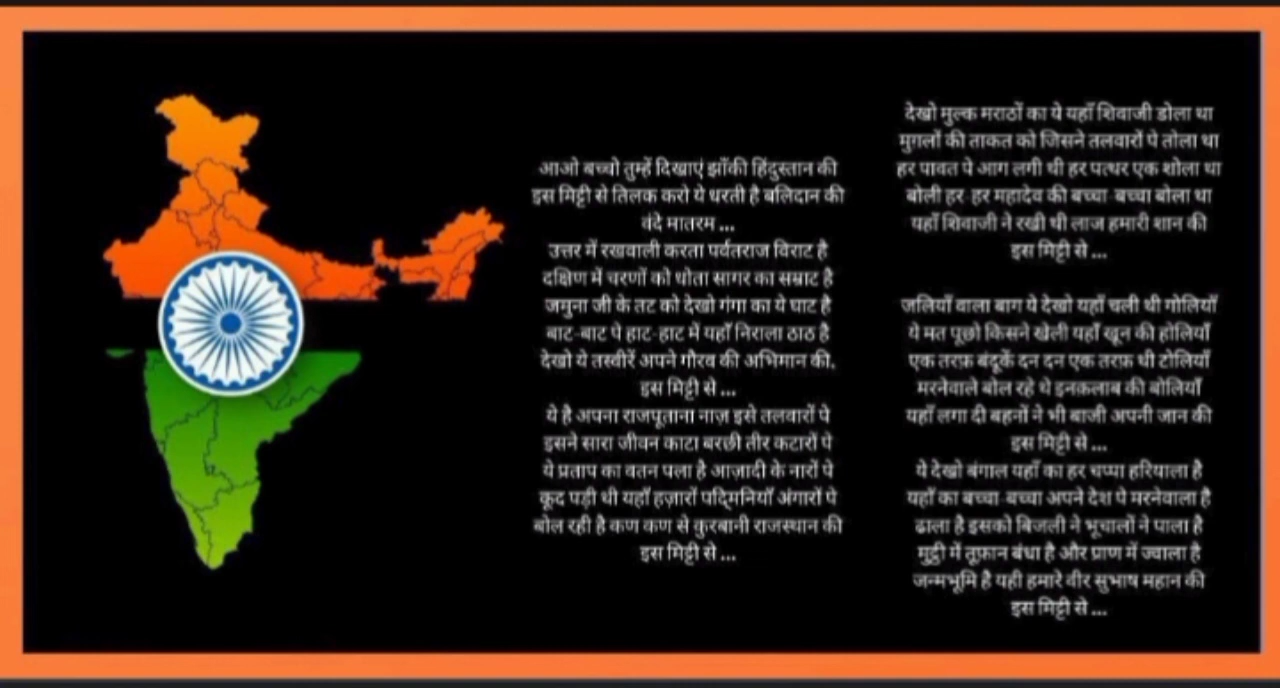 आओ बच्चो तुम्हें दिखाएं झाँकी हिंदुस्तान की
इस मिट्टी से तिलक करो ये धरती है बलिदान की
वंदे मातरम ...
उत्तर में रखवाली करता पर्वतराज विराट है
दक्षिण में चरणों को धोता सागर का सम्राट है
जमुना जी के तट को देखो गंगा का ये घाट है
बाट-बाट पे हाट-हाट में यहाँ निराला ठाठ है
देखो ये तस्वीरें अपने गौरव की अभिमान की,
इस मिट्टी से ...
ये है अपना राजपूताना नाज़ इसे तलवारों पे
इसने सारा जीवन काटा बरछी तीर कटारों पे
ये प्रताप का वतन पला है आज़ादी के नारों पे
कूद पड़ी थी यहाँ हज़ारों पद्मिनियाँ अंगारों पे
बोल रही है कण कण से कुरबानी राजस्थान की
इस मिट्टी से ...
देखो मुल्क मराठों का ये यहाँ शिवाजी डोला था
मुग़लों की ताकत को जिसने तलवारों पे तोला था
हर पावत पे आग लगी थी हर पत्थर एक शोला था
बोली हर-हर महादेव की बच्चा-बच्चा बोला था
यहाँ शिवाजी ने रखी थी लाज हमारी शान की
इस मिट्टी से ...
जलियाँ वाला बाग ये देखो यहाँ चली थी गोलियाँ
ये मत पूछो किसने खेली यहाँ खून की होलियाँ
एक तरफ़ बंदूकें दन दन एक तरफ़ थी टोलियाँ
मरनेवाले बोल रहे थे इनक़लाब की बोलियाँ
यहाँ लगा दी बहनों ने भी बाजी अपनी जान की
इस मिट्टी से ...
ये देखो बंगाल यहाँ का हर चप्पा हरियाला है
यहाँ का बच्चा-बच्चा अपने देश पे मरनेवाला है
ढाला है इसको बिजली ने भूचालों ने पाला है
मुट्ठी में तूफ़ान बंधा है और प्राण में ज्वाला है
जन्मभूमि है यही हमारे वीर सुभाष महान की
इस मिट्टी से ...